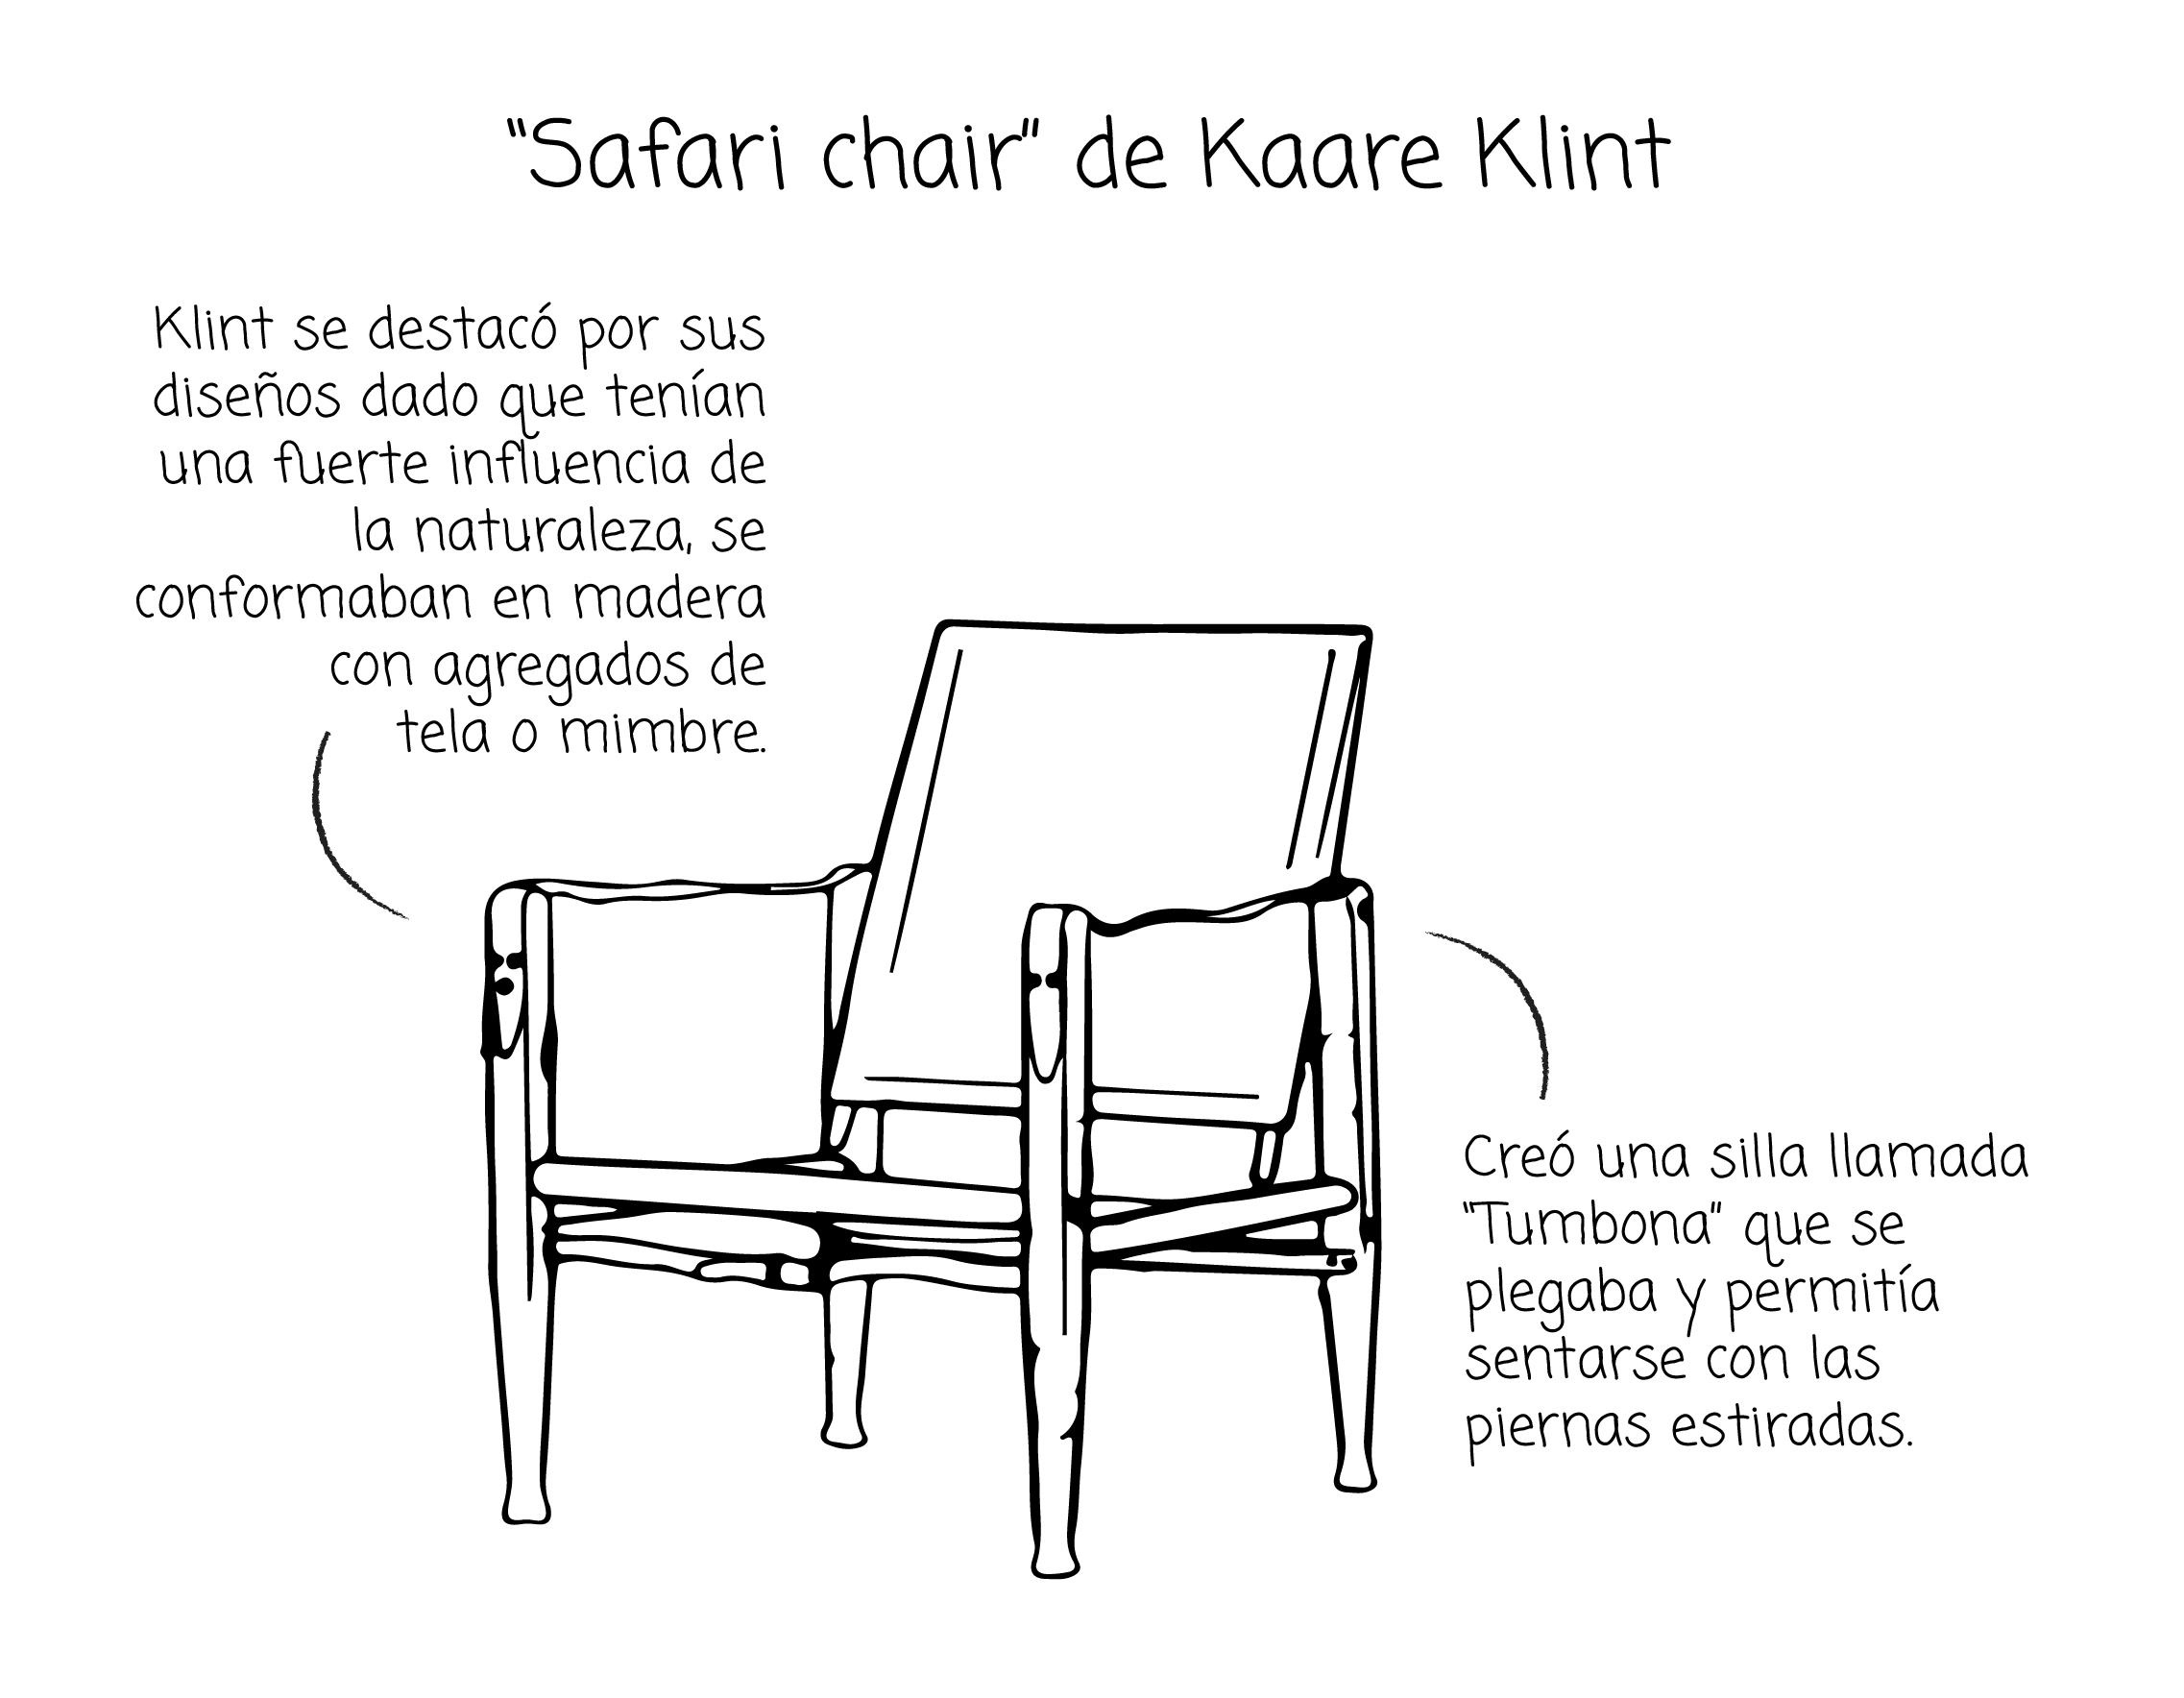 "Safari chair" de Kaare Klint
Klint se destacó por sus
diseños dado que tenían
una fuerte influencia de
la naturaleza, se
conformaban en madera
con agregados de
tela o mimbre.
Creó una silla llamada
"Tumbona" que se
plegaba y permitía
sentarse con las
piernas estiradas.